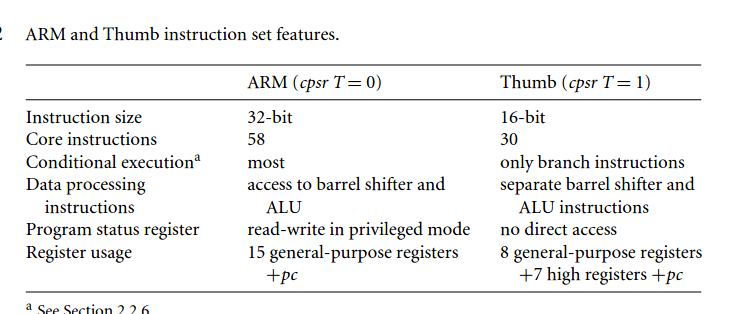 2 ARM and Thumb instruction set features.
ARM (cpsr T = 0) Thumb (cpsr T = 1)
Instruction size 32-bit 16-bit
Core instructions 58 30
Conditional executionᵃ most only branch instructions
Data processing access to barrel shifter and separate barrel shifter and
instructions ALU ALU instructions
Program status register read-write in privileged mode no direct access
Register usage 15 general-purpose registers 8 general-purpose registers
+pc +7 high registers +pc
ᵃ See Section 2.2.6